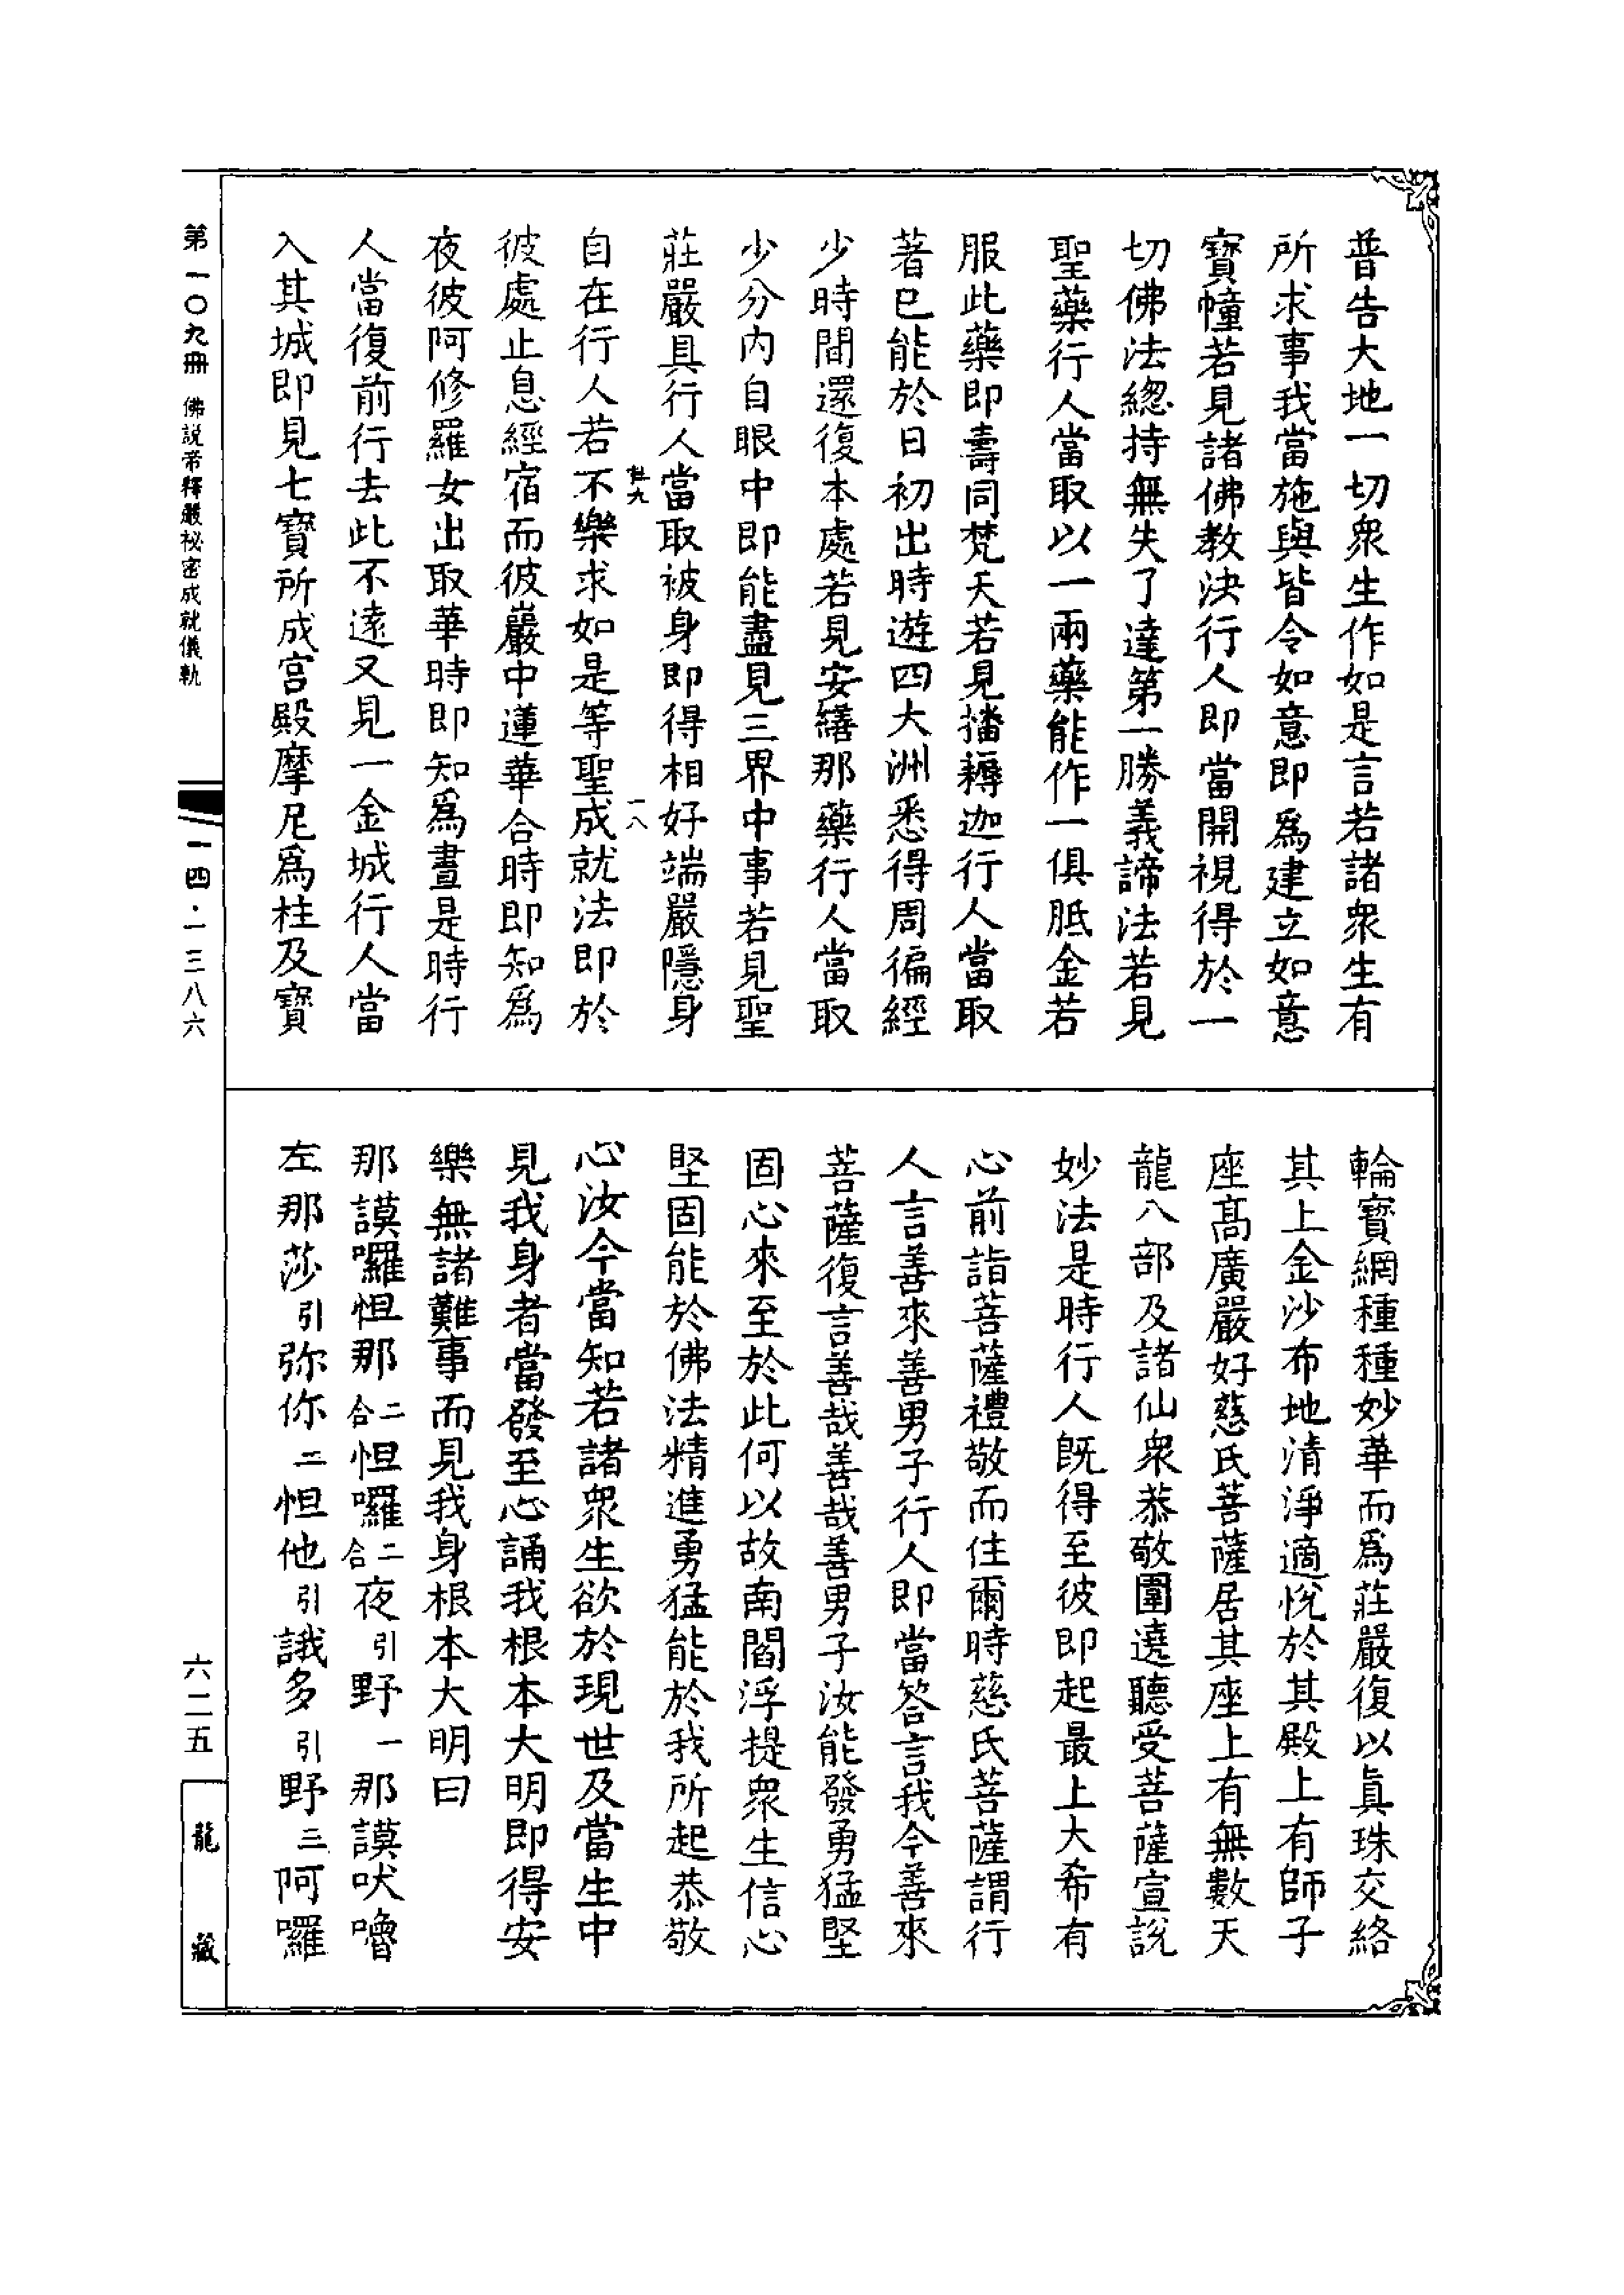 普告大地一切衆生作如是言若諸衆生有
所求事我當施與皆令如意即爲建立如意
寶幢若見諸佛教決行人即當開視得於一
切佛法總持無失了達第一勝義諦法若見
聖藥行人當取以一兩藥能作一俱胝金若
服此藥即壽同梵天若見播耨迦行人當取
著已能於日初出時遊四大洲悉得周徧經
少時間還復本處若見安繕那藥行人當取
少分内自眼中即能盡見三界中事若見聖
莊嚴具行人當取被身即得相好端嚴隱身
自在行人若不樂求如是等聖成就法即於
彼處止息經宿而彼巖中蓮華合時即知爲
夜彼阿修羅女出取華時即知爲晝是時行
人當復前行去此不遠又見一金城行人當
入其城即見七寶所成宫殿摩尼爲柱及寶
輪寶網種種妙華而爲莊嚴復以眞珠交絡
其上金沙布地清淨適悅於其殿上有師子
座髙廣嚴好慈氏菩薩居其座上有無數天
龍八部及諸仙衆恭敬圍遶聽受菩薩宣說
妙法是時行人旣得至彼即起最上大希有
心前詣菩薩禮敬而住爾時慈氏菩薩謂行
人言善來善男子行人即當答言我今善來
菩薩復言善哉善哉善男子汝能發勇猛堅
固心來至於此何以故南閻浮提衆生信心
堅固能於佛法精進勇猛能於我所起恭敬
心汝今當知若諸衆生欲於現世及當生中
見我身者當發至心誦我根本大明即得安
樂無諸難事而見我身根本大明曰
那謨囉怛那二合怛囉二合夜引野一那謨吠嚕
左那莎引弥你二怛他引誐多引野三阿囉
第一〇九冊 佛説帝釋巖祕密成就儀軌
一四·一三八六
六二五
龍藏